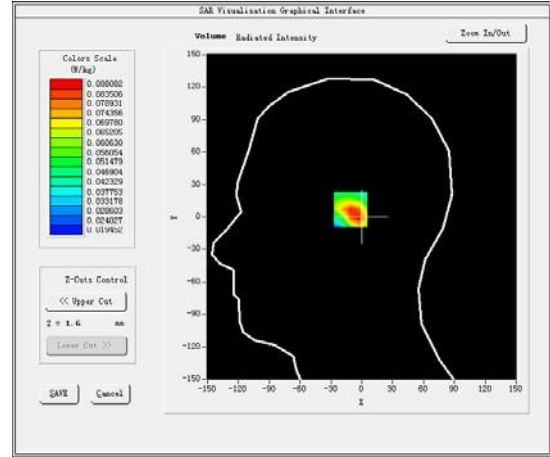 SAR Visualisation Graphical Interface
Volume Radiated Intensity
Zoom In/Out
Colors Scale
(W/kg)
0.088082
0.083506
0.078931
0.074356
0.069780
0.065205
0.060630
0.056054
0.051479
0.046904
0.042329
0.037753
0.033178
0.028603
0.024027
0.019452
Z-Cuts Control
<< Upper Cut
Z = 1.6 mm
Lower Cut >>
SAVE
Cancel
150
120
90
60
30
0
-30
-60
-90
-120
-150
Y
-150 -120 -90 -60 -30 0 30 60 90 120 150
X